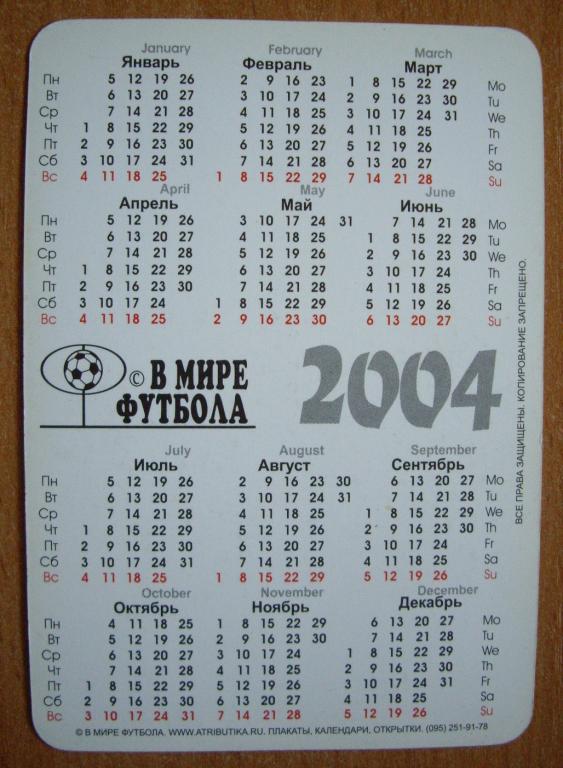 January February March
Январь Февраль Март
Пн 5 12 19 26 2 9 16 23 1 8 15 22 29 Mo
Вт 6 13 20 27 3 10 17 24 2 9 16 23 30 Tu
Ср 7 14 21 28 4 11 18 25 3 10 17 24 31 We
Чт 1 8 15 22 29 5 12 19 26 4 11 18 25 Th
Пт 2 9 16 23 30 6 13 20 27 5 12 19 26 Fr
Сб 3 10 17 24 31 7 14 21 28 6 13 20 27 Sa
Вс 4 11 18 25 1 8 15 22 29 7 14 21 28 Su
April May June
Апрель Май Июнь
Пн 5 12 19 26 3 10 17 24 31 7 14 21 28 Mo
Вт 6 13 20 27 4 11 18 25 1 8 15 22 29 Tu
Ср 7 14 21 28 5 12 19 26 2 9 16 23 30 We
Чт 1 8 15 22 29 6 13 20 27 3 10 17 24 Th
Пт 2 9 16 23 30 7 14 21 28 4 11 18 25 Fr
Сб 3 10 17 24 1 8 15 22 29 5 12 19 26 Sa
Вс 4 11 18 25 2 9 16 23 30 6 13 20 27 Su
© В МИРЕ
ФУТБОЛА
2004
ВСЕ ПРАВА ЗАЩИЩЕНЫ. КОПИРОВАНИЕ ЗАПРЕЩЕНО.
July August September
Июль Август Сентябрь
Пн 5 12 19 26 2 9 16 23 30 6 13 20 27 Mo
Вт 6 13 20 27 3 10 17 24 31 7 14 21 28 Tu
Ср 7 14 21 28 4 11 18 25 1 8 15 22 29 We
Чт 1 8 15 22 29 5 12 19 26 2 9 16 23 30 Th
Пт 2 9 16 23 30 6 13 20 27 3 10 17 24 Fr
Сб 3 10 17 24 31 7 14 21 28 4 11 18 25 Sa
Вс 4 11 18 25 1 8 15 22 29 5 12 19 26 Su
October November December
Октябрь Ноябрь Декабрь
Пн 4 11 18 25 1 8 15 22 29 6 13 20 27 Mo
Вт 5 12 19 26 2 9 16 23 30 7 14 21 28 Tu
Ср 6 13 20 27 3 10 17 24 1 8 15 22 29 We
Чт 7 14 21 28 4 11 18 25 2 9 16 23 30 Th
Пт 1 8 15 22 29 5 12 19 26 3 10 17 24 31 Fr
Сб 2 9 16 23 30 6 13 20 27 4 11 18 25 Sa
Вс 3 10 17 24 31 7 14 21 28 5 12 19 26 Su
© В МИРЕ ФУТБОЛА. WWW.ATRIBUTIKA.RU. ПЛАКАТЫ, КАЛЕНДАРИ, ОТКРЫТКИ. (095) 251-91-78